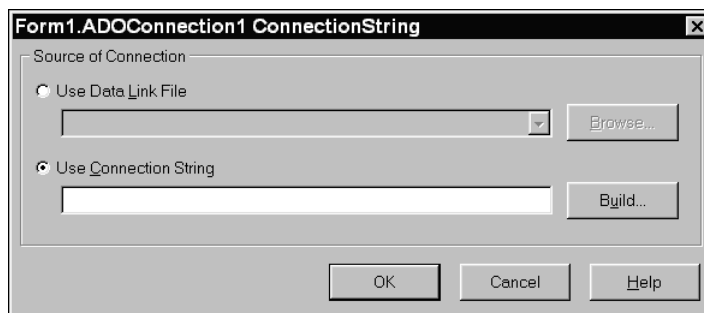 Form1.ADOConnection1 ConnectionString
Source of Connection
Use Data Link File
Browse...
Use Connection String
Build...
OK Cancel Help